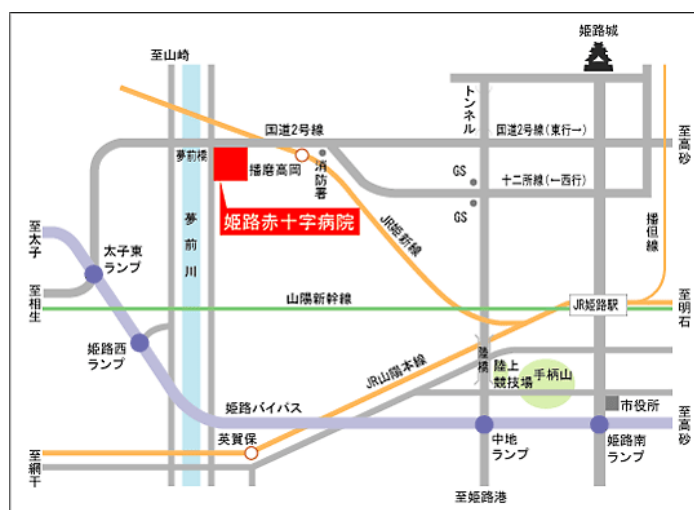 姫路城
至山崎
トンネル
国道2号線
国道2号線(東行→)
至高砂
夢前橋
播磨高岡
消防署
GS
十二所線(←西行)
GS
姫路赤十字病院
JR姫新線
播但線
至太子
夢前川
太子東
ランプ
至相生
山陽新幹線
JR姫路駅
至明石
姫路西
ランプ
JR山陽本線
陸橋
陸上
競技場
手柄山
姫路バイパス
市役所
至高砂
英賀保
中地
ランプ
姫路南
ランプ
至網干
至姫路港